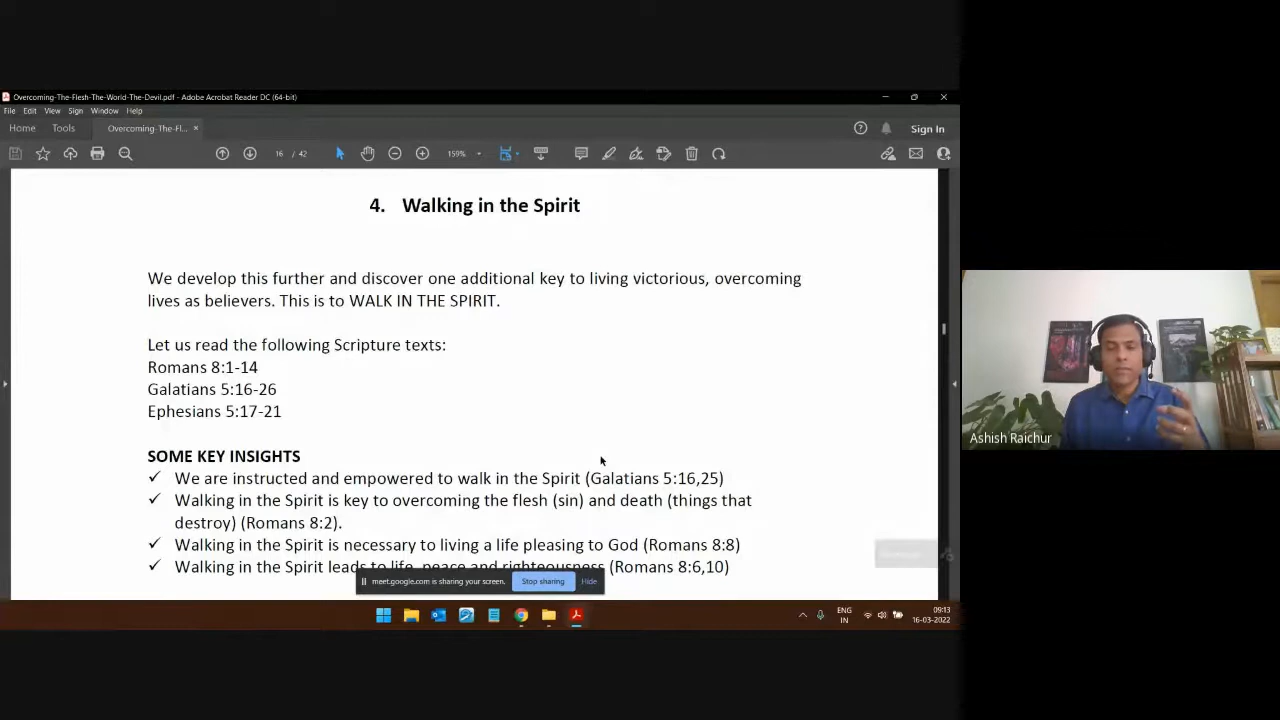 Overcoming-The-Flesh-The-World-The-Devil.pdf - Adobe Acrobat Reader DC (64-bit)
File Edit View Sign Window Help
Home Tools Overcoming-The-Fl... × Sign In
16 / 42 159%
4. Walking in the Spirit
We develop this further and discover one additional key to living victorious, overcoming
lives as believers. This is to WALK IN THE SPIRIT.
Let us read the following Scripture texts:
Romans 8:1-14
Galatians 5:16-26
Ephesians 5:17-21
SOME KEY INSIGHTS
✓ We are instructed and empowered to walk in the Spirit (Galatians 5:16,25)
✓ Walking in the Spirit is key to overcoming the flesh (sin) and death (things that
destroy) (Romans 8:2).
✓ Walking in the Spirit is necessary to living a life pleasing to God (Romans 8:8)
✓ Walking in the Spirit leads to life, peace and righteousness (Romans 8:6,10)
meet.google.com is sharing your screen. Stop sharing Hide
ENG
IN
09:13
16-03-2022
Ashish Raichur